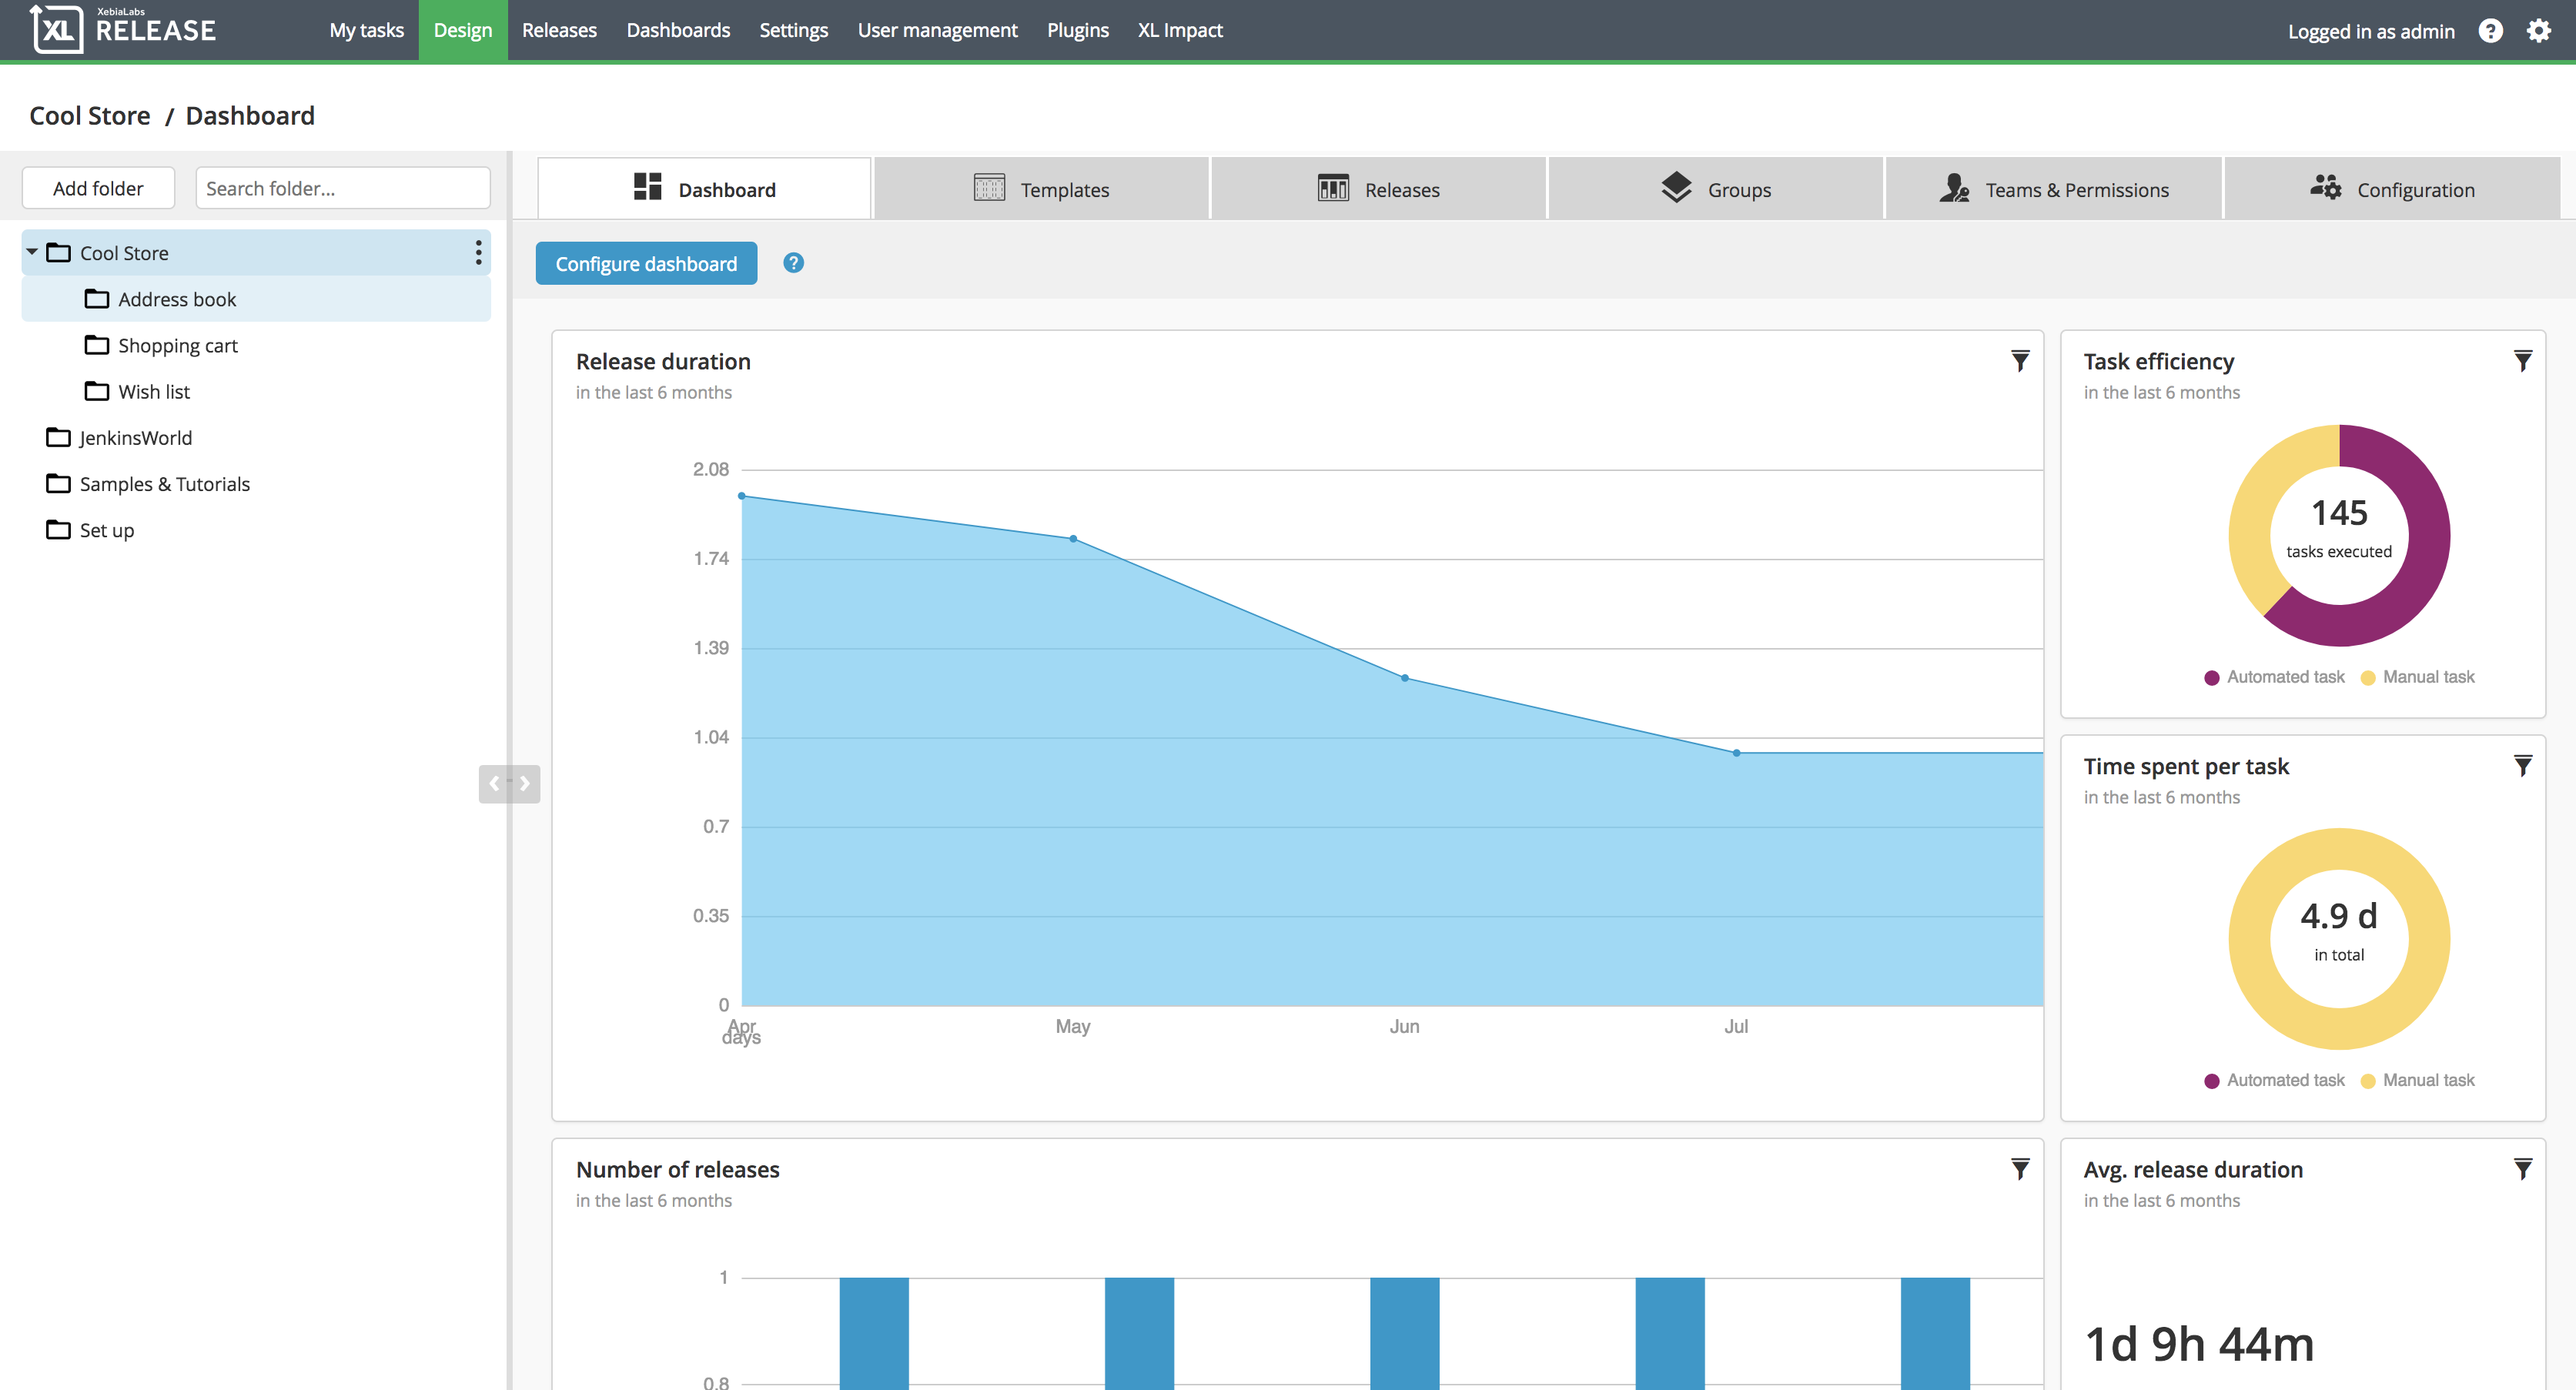 XebiaLabs
XL RELEASE
My tasks Design Releases Dashboards Settings User management Plugins XL Impact Logged in as admin ?
Cool Store / Dashboard
Add folder Search folder...
Dashboard Templates Releases Groups Teams & Permissions Configuration
Cool Store
Address book
Shopping cart
Wish list
JenkinsWorld
Samples & Tutorials
Set up
Configure dashboard ?
Release duration
in the last 6 months
2.08
1.74
1.39
1.04
0.7
0.35
0
Apr May Jun Jul
days
Task efficiency
in the last 6 months
145
tasks executed
Automated task Manual task
Time spent per task
in the last 6 months
4.9 d
in total
Automated task Manual task
Number of releases
in the last 6 months
1
0.8
Avg. release duration
in the last 6 months
1d 9h 44m